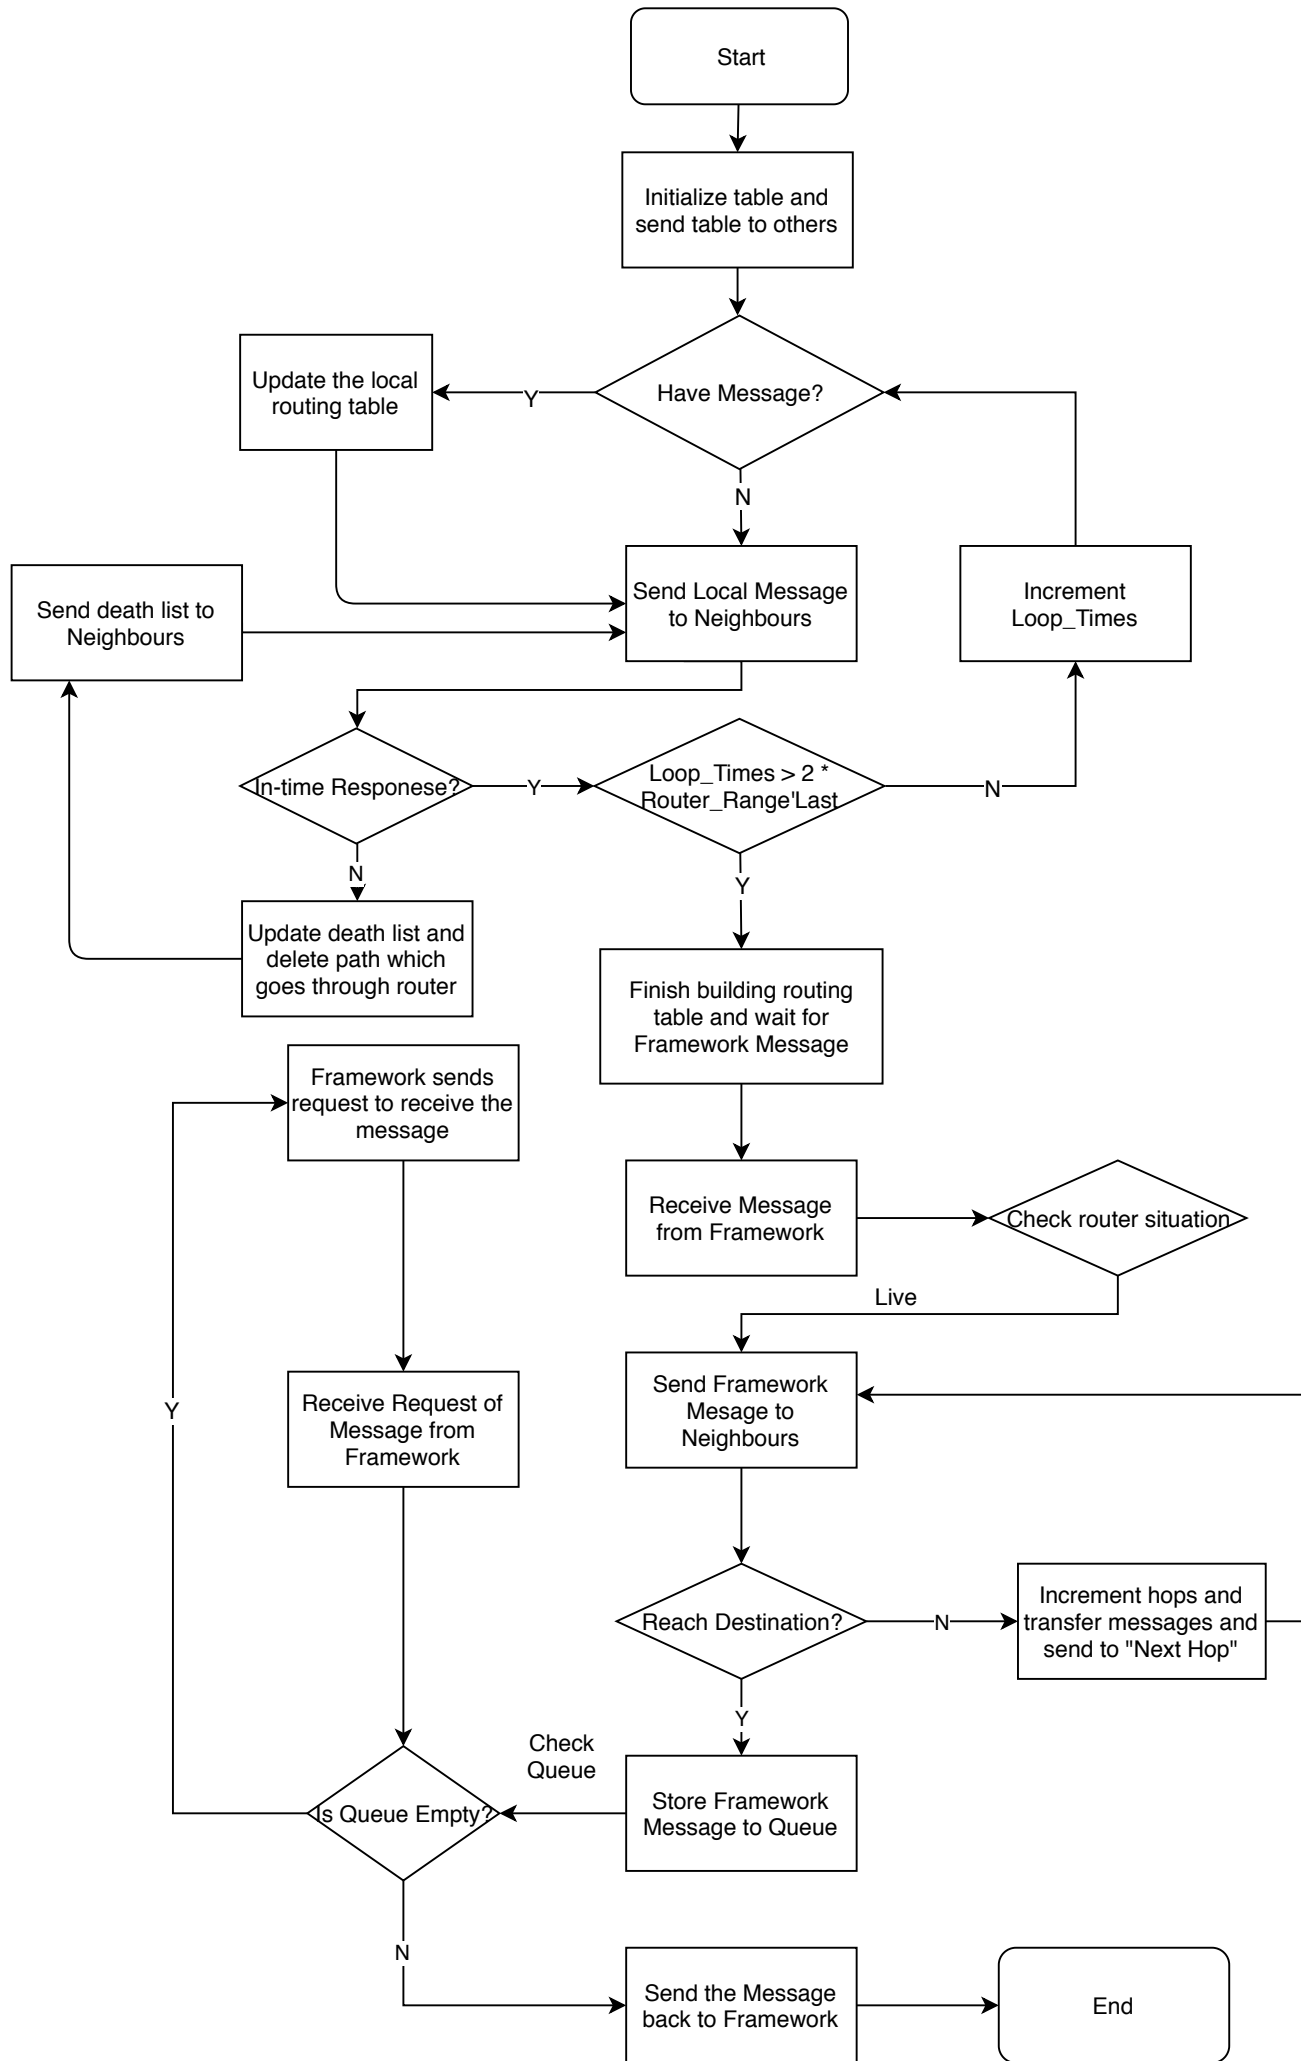 Start
Initialize table and
send table to others
Have Message?
Y
Update the local
routing table
N
Send Local Message
to Neighbours
Increment
Loop_Times
Send death list to
Neighbours
In-time Responese?
Y
Loop_Times > 2 *
Router_Range'Last
N
N
Y
Update death list and
delete path which
goes through router
Finish building routing
table and wait for
Framework Message
Framework sends
request to receive the
message
Receive Message
from Framework
Check router situation
Live
Send Framework
Mesage to
Neighbours
Y
Receive Request of
Message from
Framework
Reach Destination?
N
Increment hops and
transfer messages and
send to "Next Hop"
Y
Check
Queue
Is Queue Empty?
Store Framework
Message to Queue
N
Send the Message
back to Framework
End